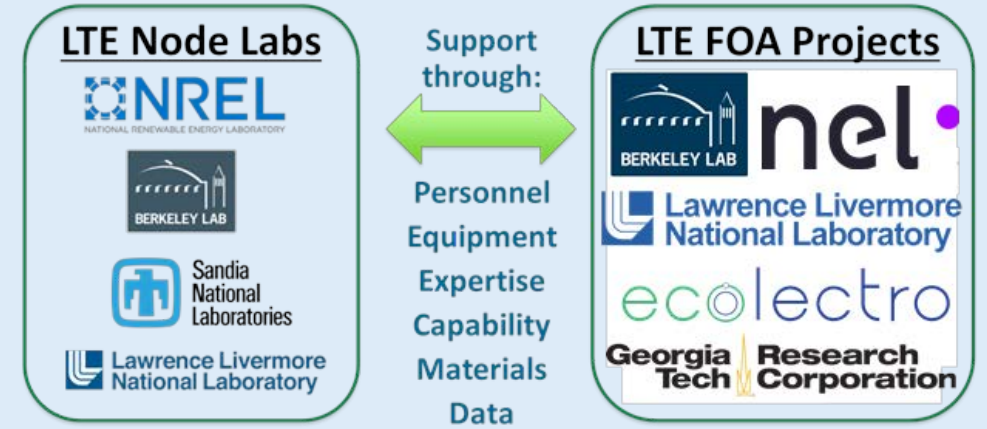 LTE Node Labs
NREL
NATIONAL RENEWABLE ENERGY LABORATORY
BERKELEY LAB
Sandia
National
Laboratories
Lawrence Livermore
National Laboratory
Support
through:
Personnel
Equipment
Expertise
Capability
Materials
Data
LTE FOA Projects
BERKELEY LAB
nel
Lawrence Livermore
National Laboratory
ecolectro
Georgia Research
Tech Corporation